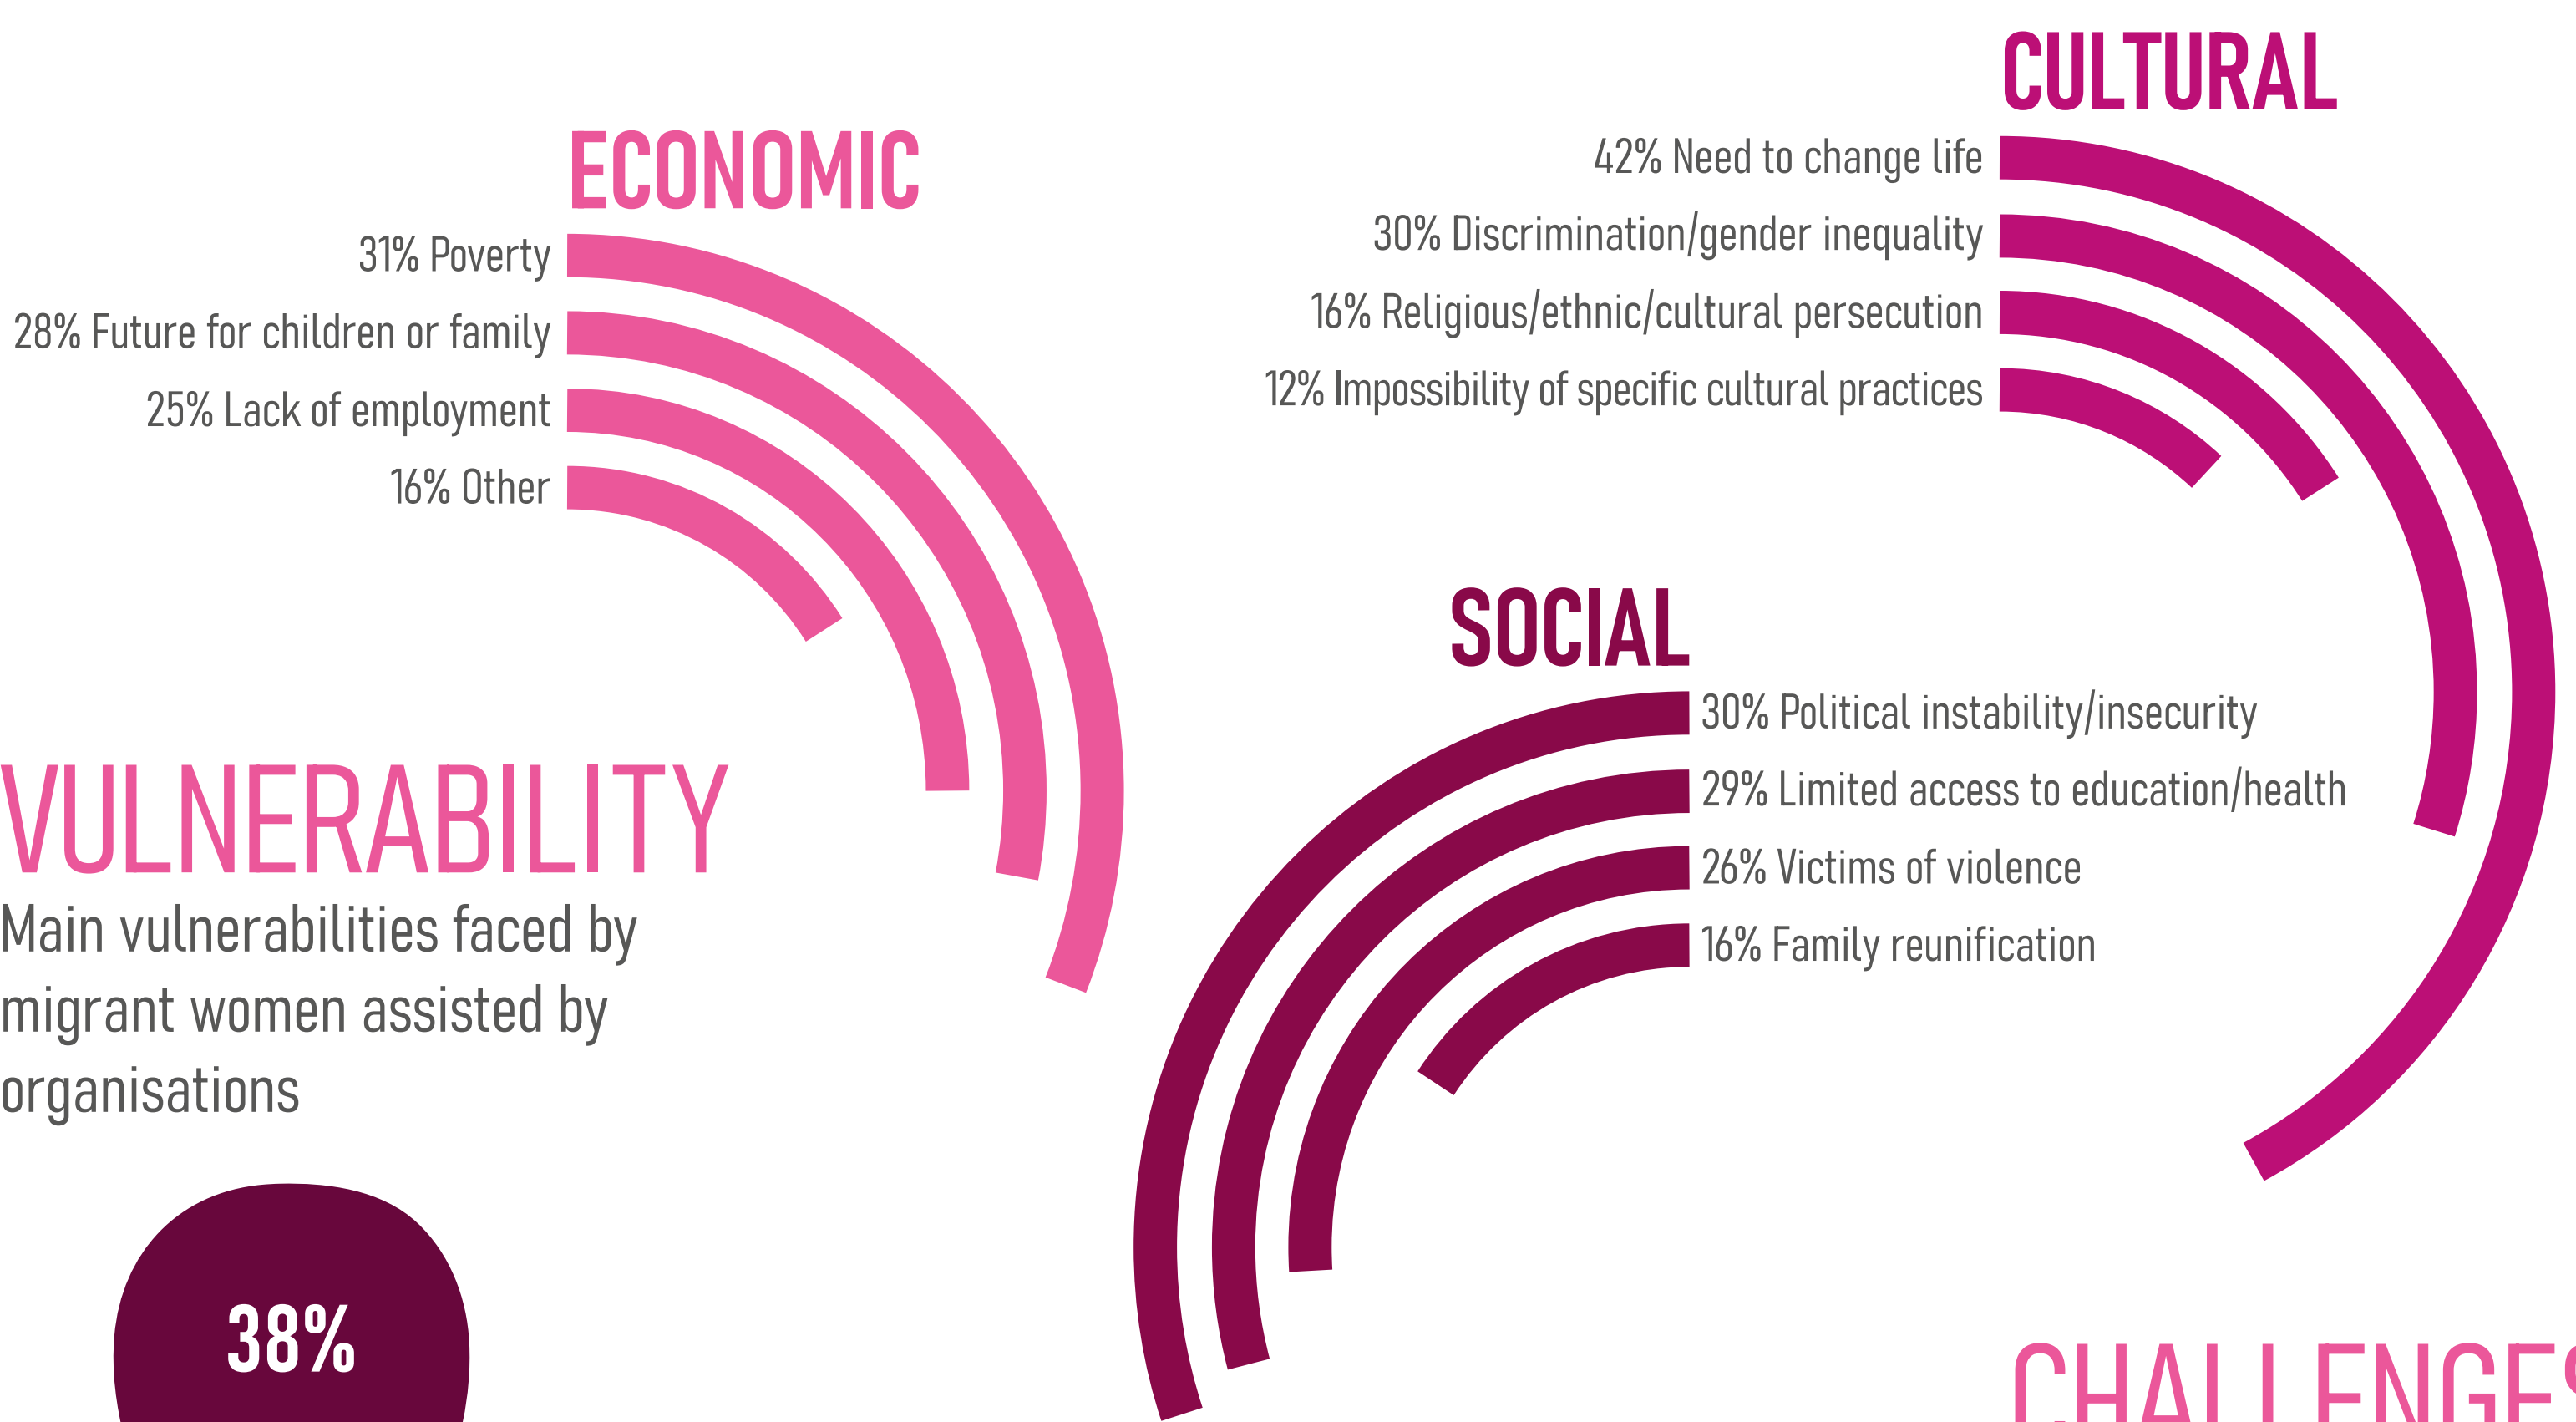 ECONOMIC
31% Poverty
28% Future for children or family
25% Lack of employment
16% Other
CULTURAL
42% Need to change life
30% Discrimination/gender inequality
16% Religious/ethnic/cultural persecution
12% Impossibility of specific cultural practices
SOCIAL
30% Political instability/insecurity
29% Limited access to education/health
26% Victims of violence
16% Family reunification
VULNERABILITY
Main vulnerabilities faced by
migrant women assisted by
organisations
38%
CHALLENGES